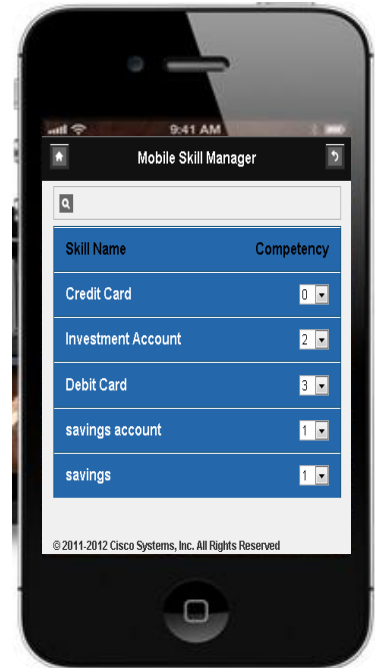 9:41 AM
Mobile Skill Manager
Skill Name Competency
Credit Card 0
Investment Account 2
Debit Card 3
savings account 1
savings 1
© 2011-2012 Cisco Systems, Inc. All Rights Reserved